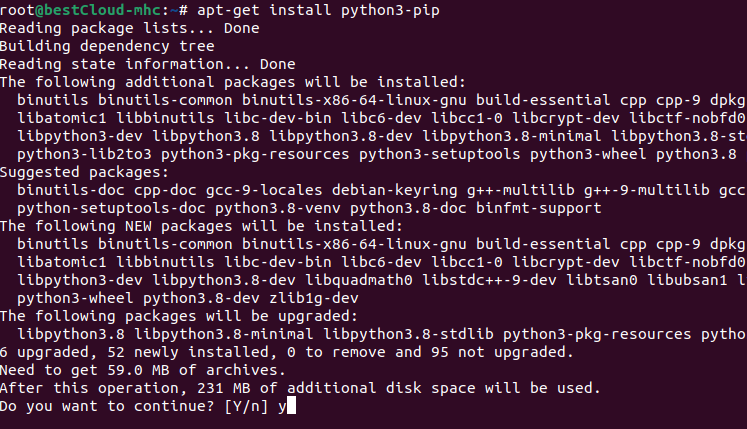 root@bestCloud-mhc:~# apt-get install python3-pip
Reading package lists... Done
Building dependency tree
Reading state information... Done
The following additional packages will be installed:
  binutils binutils-common binutils-x86-64-linux-gnu build-essential cpp cpp-9 dpkg
  libatomic1 libbinutils libc-dev-bin libc6-dev libcc1-0 libcrypt-dev libctf-nobfd0
  libpython3-dev libpython3.8 libpython3.8-dev libpython3.8-minimal libpython3.8-st
  python3-lib2to3 python3-pkg-resources python3-setuptools python3-wheel python3.8
Suggested packages:
  binutils-doc cpp-doc gcc-9-locales debian-keyring g++-multilib g++-9-multilib gcc
  python-setuptools-doc python3.8-venv python3.8-doc binfmt-support
The following NEW packages will be installed:
  binutils binutils-common binutils-x86-64-linux-gnu build-essential cpp cpp-9 dpkg
  libatomic1 libbinutils libc-dev-bin libc6-dev libcc1-0 libcrypt-dev libctf-nobfd0
  libpython3-dev libpython3.8-dev libquadmath0 libstdc++-9-dev libtsan0 libubsan1 l
  python3-wheel python3.8-dev zlib1g-dev
The following packages will be upgraded:
  libpython3.8 libpython3.8-minimal libpython3.8-stdlib python3-pkg-resources pytho
6 upgraded, 52 newly installed, 0 to remove and 95 not upgraded.
Need to get 59.0 MB of archives.
After this operation, 231 MB of additional disk space will be used.
Do you want to continue? [Y/n] y